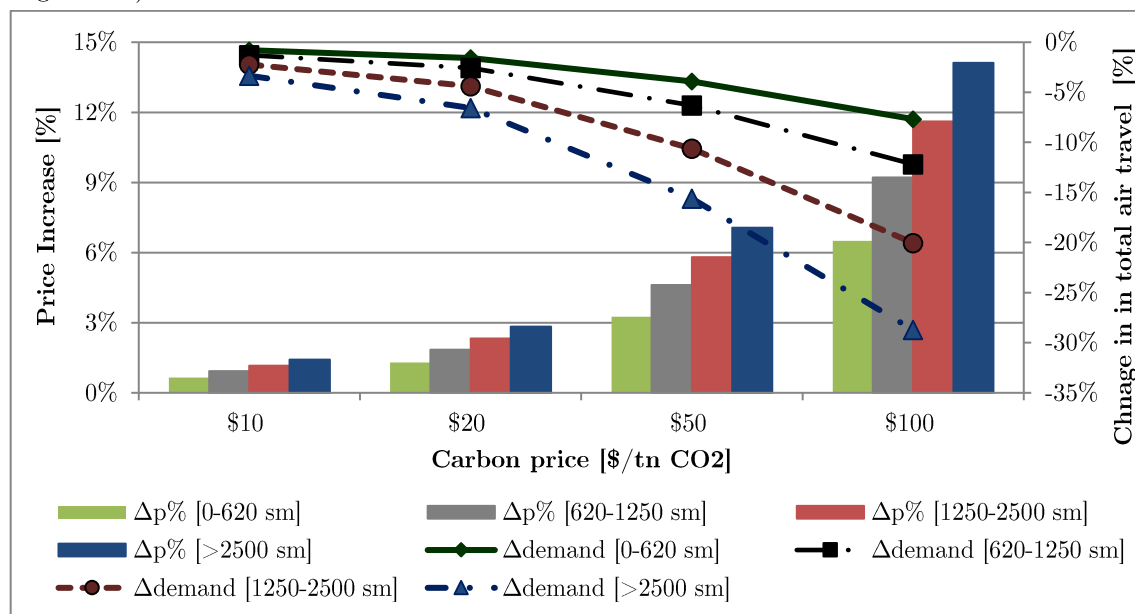 15%
12%
9%
6%
3%
0%
Price Increase [%]
0%
-5%
-10%
-15%
-20%
-25%
-30%
-35%
Chnage in in total air travel [%]
$10 $20 $50 $100
Carbon price [$/tn CO2]
Δp% [0-620 sm] Δp% [620-1250 sm] Δp% [1250-2500 sm]
Δp% [>2500 sm] Δdemand [0-620 sm] Δdemand [620-1250 sm]
Δdemand [1250-2500 sm] Δdemand [>2500 sm]